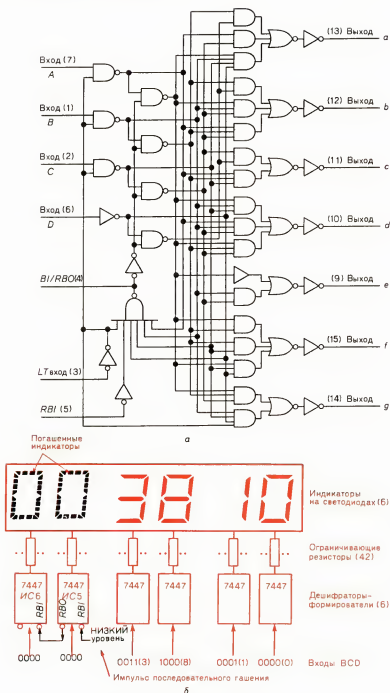 Вход (7)
A
Вход (1)
B
Вход (2)
C
Вход (6)
D
BI/RBO(4)
LT вход (3)
RBI (5)
(13) Выход a
(12) Выход b
(11) Выход c
(10) Выход d
(9) Выход e
(15) Выход f
(14) Выход g
а
Погашенные
индикаторы
00 38 10
Индикаторы
на светодиодах (6)
Ограничивающие
резисторы (42)
7447 7447 7447 7447 7447 7447
ИС6 ИС5
RBI RBO RBI
Дешифраторы-
формирователи (6)
НИЗКИЙ
уровень
0000 0000 0011(3) 1000(8) 0001(1) 0000(0) Входы BCD
Импульс последовательного гашения
б